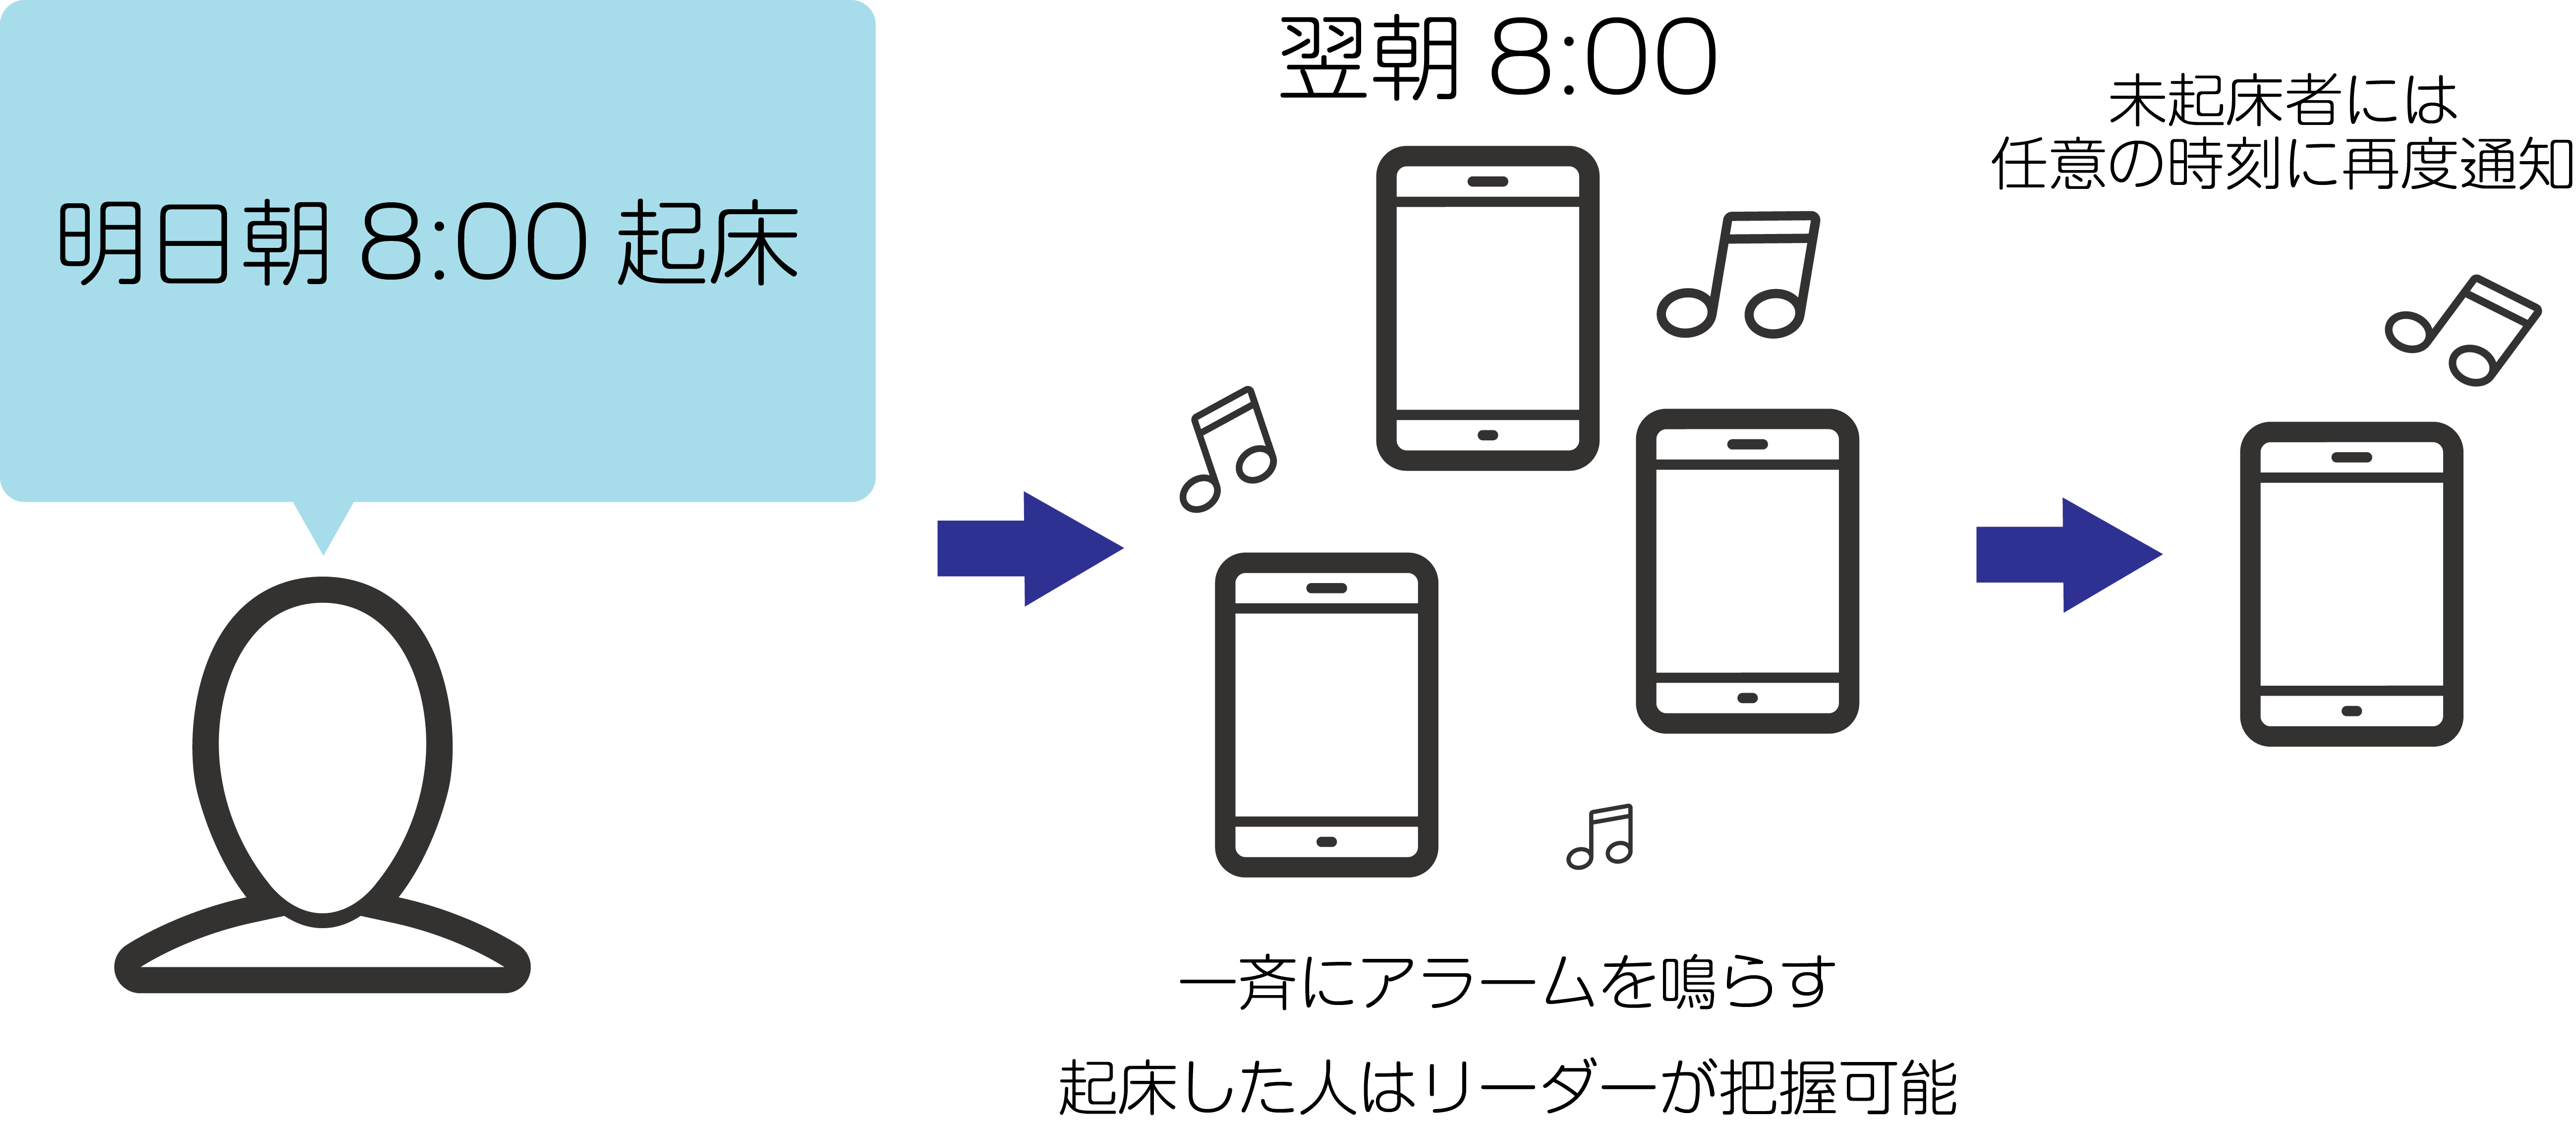 明日朝 8:00 起床
翌朝 8:00
未起床者には
任意の時刻に再度通知
一斉にアラームを鳴らす
起床した人はリーダーが把握可能